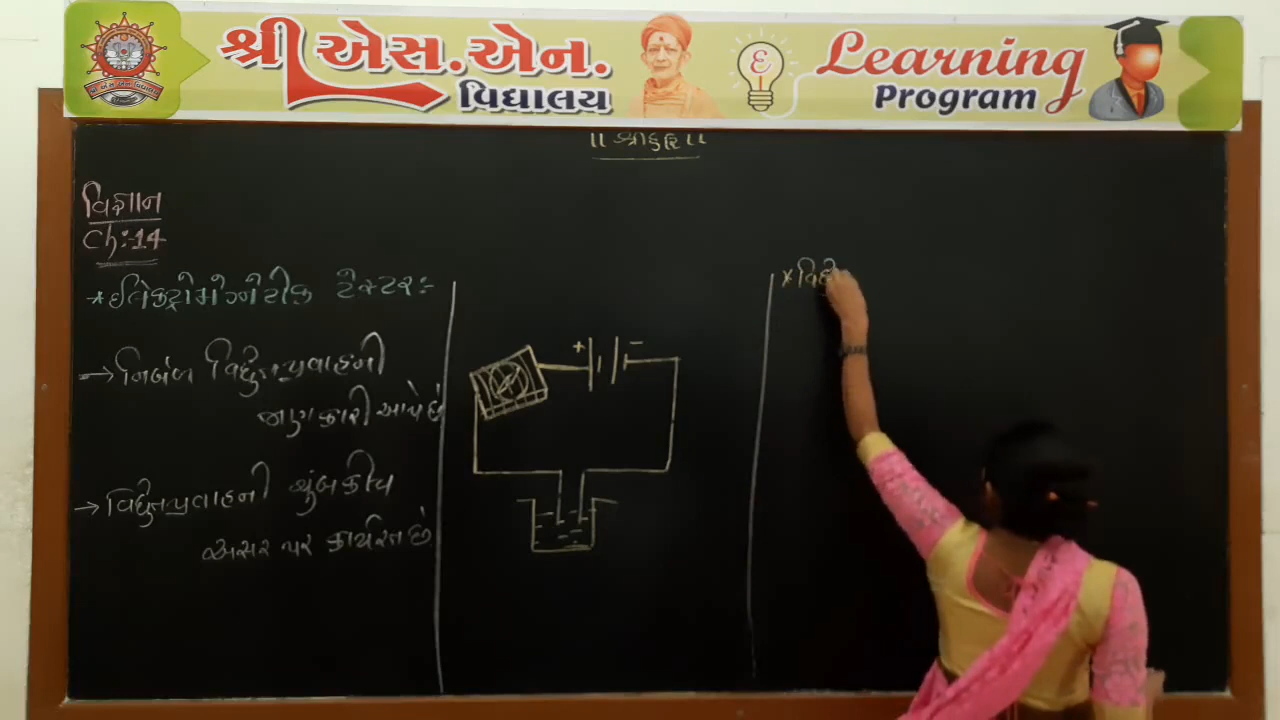 શ્રી એસ. એન.
વિદ્યાલય
ε Learning
Program
વિજ્ઞાન
Ch:-14
* ઇલેક્ટ્રોમેગ્નેટીક ટેસ્ટર :-
→ નિર્બળ વિદ્યુતપ્રવાહની
જાણકારી આપે છે
→ વિદ્યુતપ્રવાહની ચુંબકીય
અસર પર કાર્યરત છે.
+ -